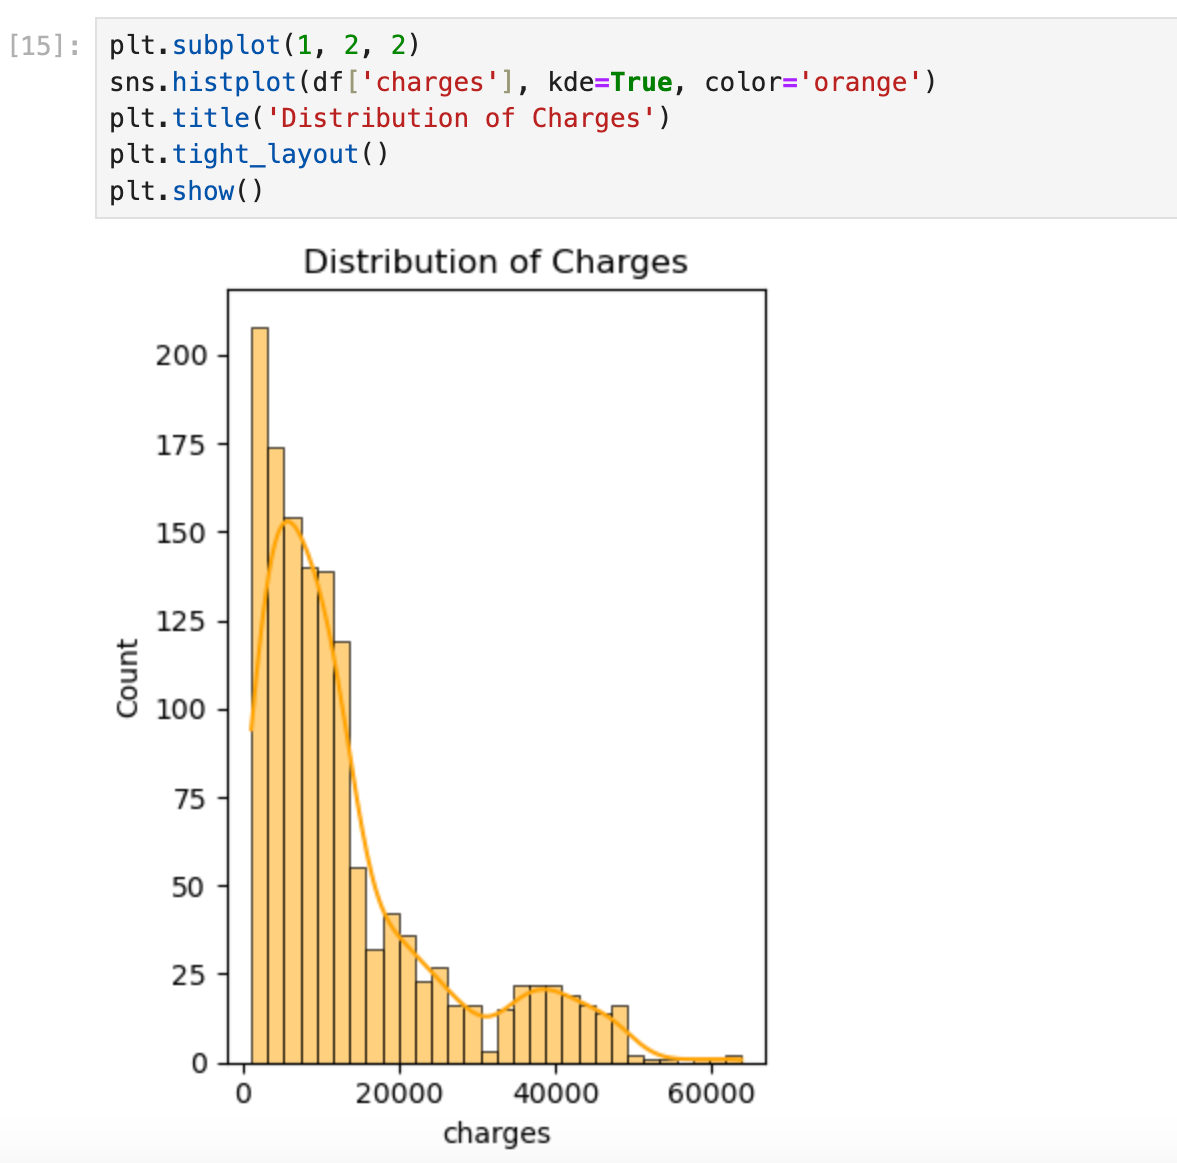 [15]:
plt.subplot(1, 2, 2)
sns.histplot(df['charges'], kde=True, color='orange')
plt.title('Distribution of Charges')
plt.tight_layout()
plt.show()
Distribution of Charges
200
175
150
125
100
75
50
25
0
Count
0 20000 40000 60000
charges